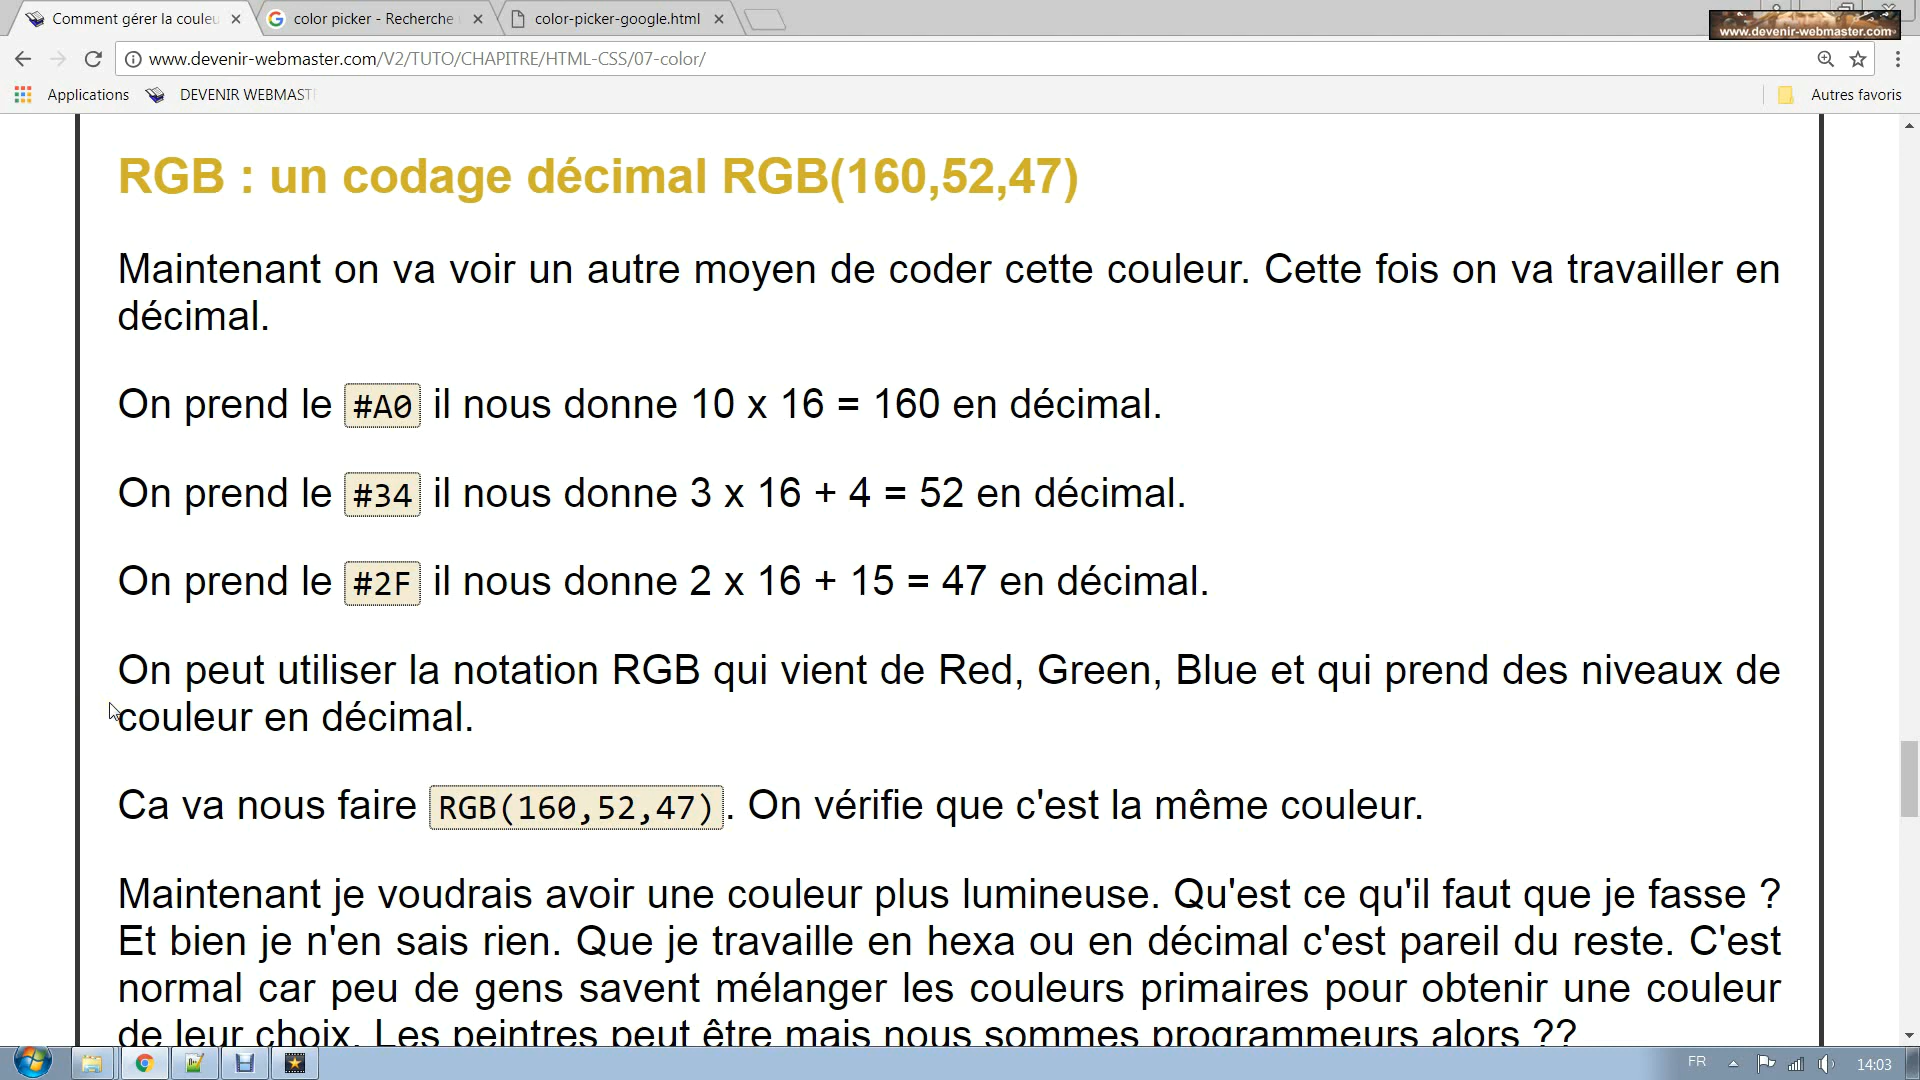 Comment gérer la couleu
color picker - Recherche
color-picker-google.html
www.devenir-webmaster.com
www.devenir-webmaster.com/V2/TUTO/CHAPITRE/HTML-CSS/07-color/
Applications
DEVENIR WEBMAST
Autres favoris
RGB : un codage décimal RGB(160,52,47)
Maintenant on va voir un autre moyen de coder cette couleur. Cette fois on va travailler en
décimal.
On prend le #A0 il nous donne 10 x 16 = 160 en décimal.
On prend le #34 il nous donne 3 x 16 + 4 = 52 en décimal.
On prend le #2F il nous donne 2 x 16 + 15 = 47 en décimal.
On peut utiliser la notation RGB qui vient de Red, Green, Blue et qui prend des niveaux de
couleur en décimal.
Ca va nous faire RGB(160,52,47). On vérifie que c'est la même couleur.
Maintenant je voudrais avoir une couleur plus lumineuse. Qu'est ce qu'il faut que je fasse ?
Et bien je n'en sais rien. Que je travaille en hexa ou en décimal c'est pareil du reste. C'est
normal car peu de gens savent mélanger les couleurs primaires pour obtenir une couleur
de leur choix. Les peintres peut être mais nous sommes programmeurs alors ??
FR
14:03